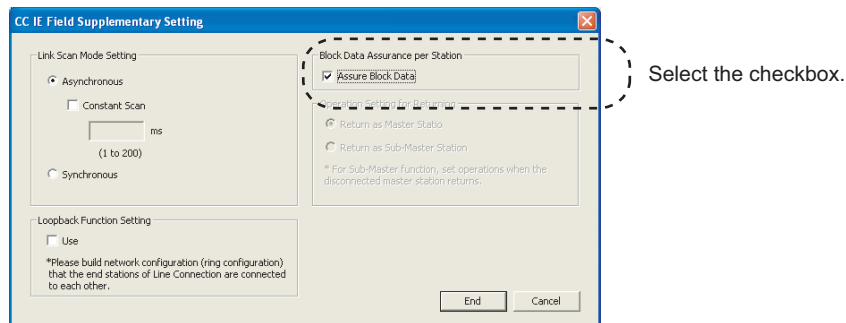 CC IE Field Supplementary Setting
Link Scan Mode Setting
Asynchronous
Constant Scan
ms
(1 to 200)
Synchronous
Loopback Function Setting
Use
*Please build network configuration (ring configuration)
that the end stations of Line Connection are connected
to each other.
Block Data Assurance per Station
Assure Block Data
Operation Setting for Returning
Return as Master Statio
Return as Sub-Master Station
* For Sub-Master function, set operations when the
disconnected master station returns.
End
Cancel
Select the checkbox.